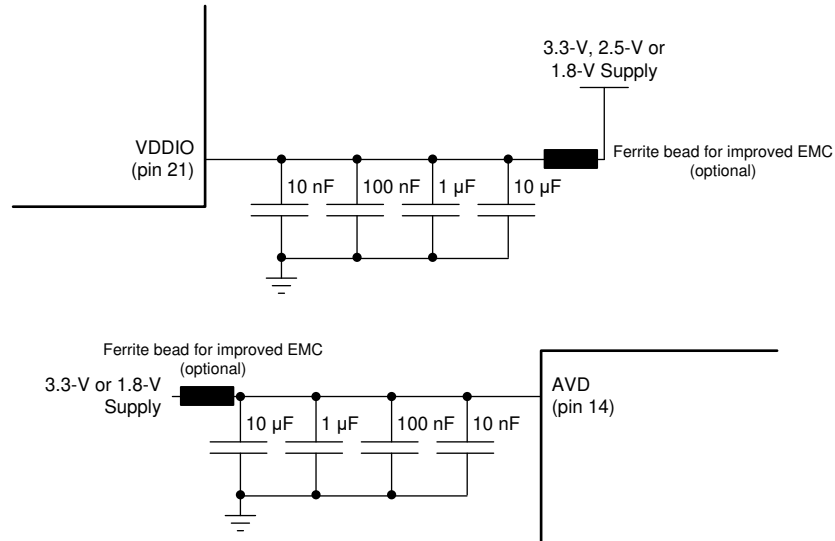 3.3-V, 2.5-V or
1.8-V Supply
VDDIO
(pin 21)
Ferrite bead for improved EMC
(optional)
10 nF
100 nF
1 µF
10 µF
Ferrite bead for improved EMC
(optional)
3.3-V or 1.8-V
Supply
AVD
(pin 14)
10 µF
1 µF
100 nF
10 nF